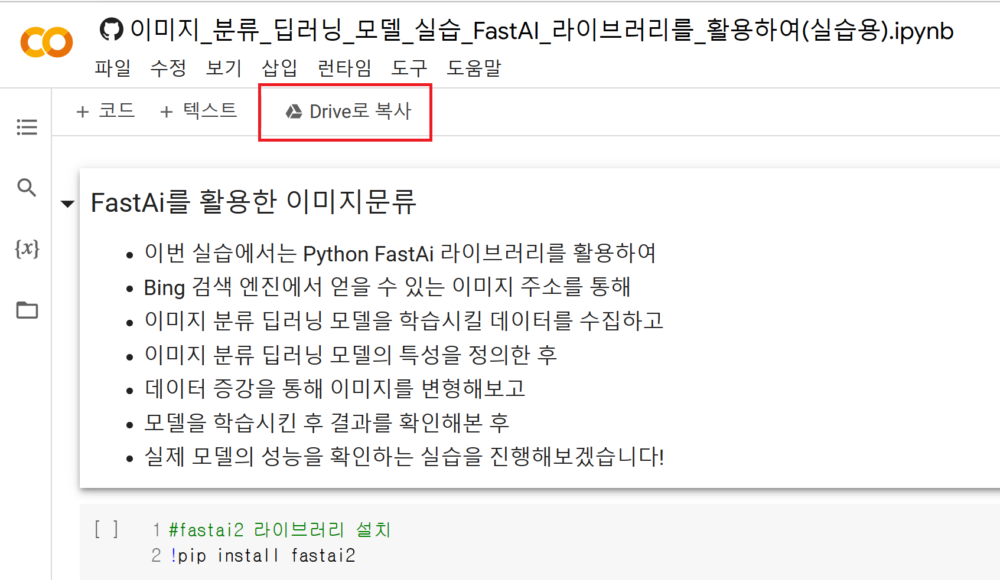 이미지_분류_딥러닝_모델_실습_FastAI_라이브러리를_활용하여(실습용).ipynb
파일 수정 보기 삽입 런타임 도구 도움말
+ 코드 + 텍스트 Drive로 복사
{x}
FastAi를 활용한 이미지문류
• 이번 실습에서는 Python FastAi 라이브러리를 활용하여
• Bing 검색 엔진에서 얻을 수 있는 이미지 주소를 통해
• 이미지 분류 딥러닝 모델을 학습시킬 데이터를 수집하고
• 이미지 분류 딥러닝 모델의 특성을 정의한 후
• 데이터 증강을 통해 이미지를 변형해보고
• 모델을 학습시킨 후 결과를 확인해본 후
• 실제 모델의 성능을 확인하는 실습을 진행해보겠습니다!
[ ] 1 #fastai2 라이브러리 설치
2 !pip install fastai2